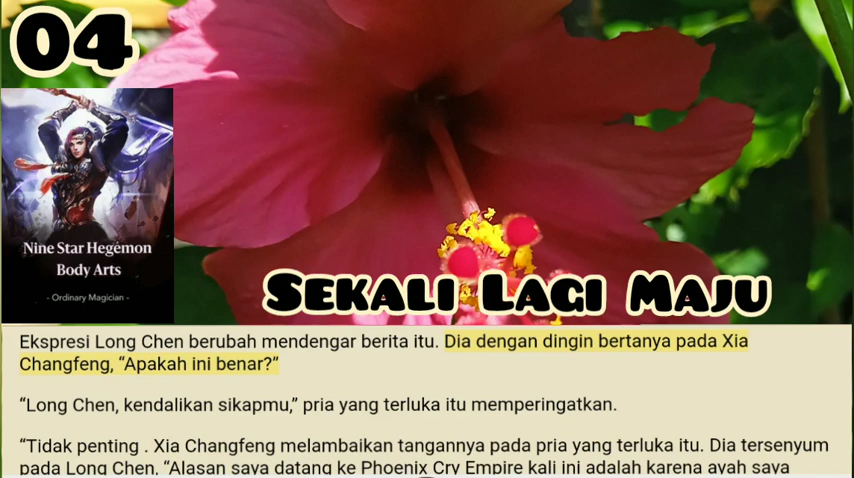 04
Nine Star Hegemon
Body Arts
- Ordinary Magician -
Sekali Lagi Maju
Ekspresi Long Chen berubah mendengar berita itu. Dia dengan dingin bertanya pada Xia
Changfeng, “Apakah ini benar?”
“Long Chen, kendalikan sikapmu,” pria yang terluka itu memperingatkan.
“Tidak penting . Xia Changfeng melambaikan tangannya pada pria yang terluka itu. Dia tersenyum
pada Long Chen, “Alasan saya datang ke Phoenix Cry Empire kali ini adalah karena ayah saya